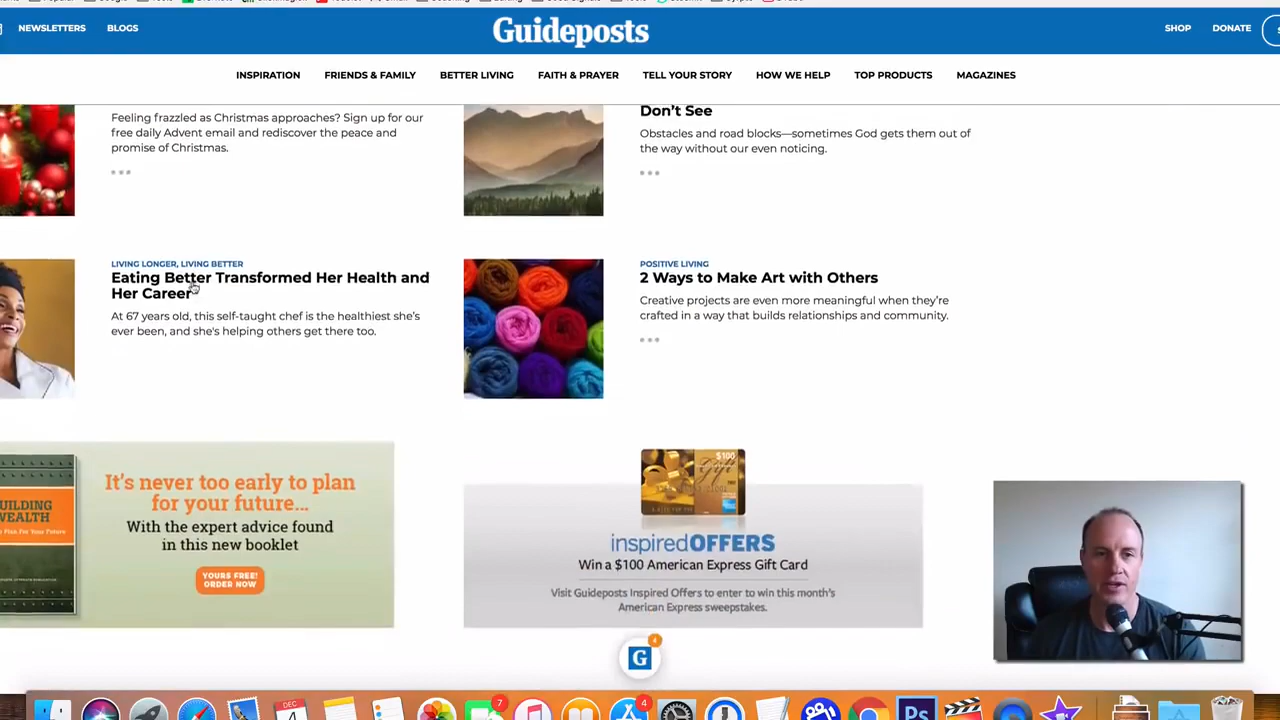 NEWSLETTERS BLOGS Guideposts SHOP DONATE
INSPIRATION FRIENDS & FAMILY BETTER LIVING FAITH & PRAYER TELL YOUR STORY HOW WE HELP TOP PRODUCTS MAGAZINES
Feeling frazzled as Christmas approaches? Sign up for our
free daily Advent email and rediscover the peace and
promise of Christmas.
Don't See
Obstacles and road blocks—sometimes God gets them out of
the way without our even noticing.
LIVING LONGER, LIVING BETTER
Eating Better Transformed Her Health and
Her Career
At 67 years old, this self-taught chef is the healthiest she's
ever been, and she's helping others get there too.
POSITIVE LIVING
2 Ways to Make Art with Others
Creative projects are even more meaningful when they're
crafted in a way that builds relationships and community.
UILDING
WEALTH
It's never too early to plan
for your future...
With the expert advice found
in this new booklet
YOURS FREE!
ORDER NOW
$100
inspiredOFFERS
Win a $100 American Express Gift Card
Visit Guideposts Inspired Offers to enter to win this month's
American Express sweepstakes.
G
4
DEC
4
7
4
Ps